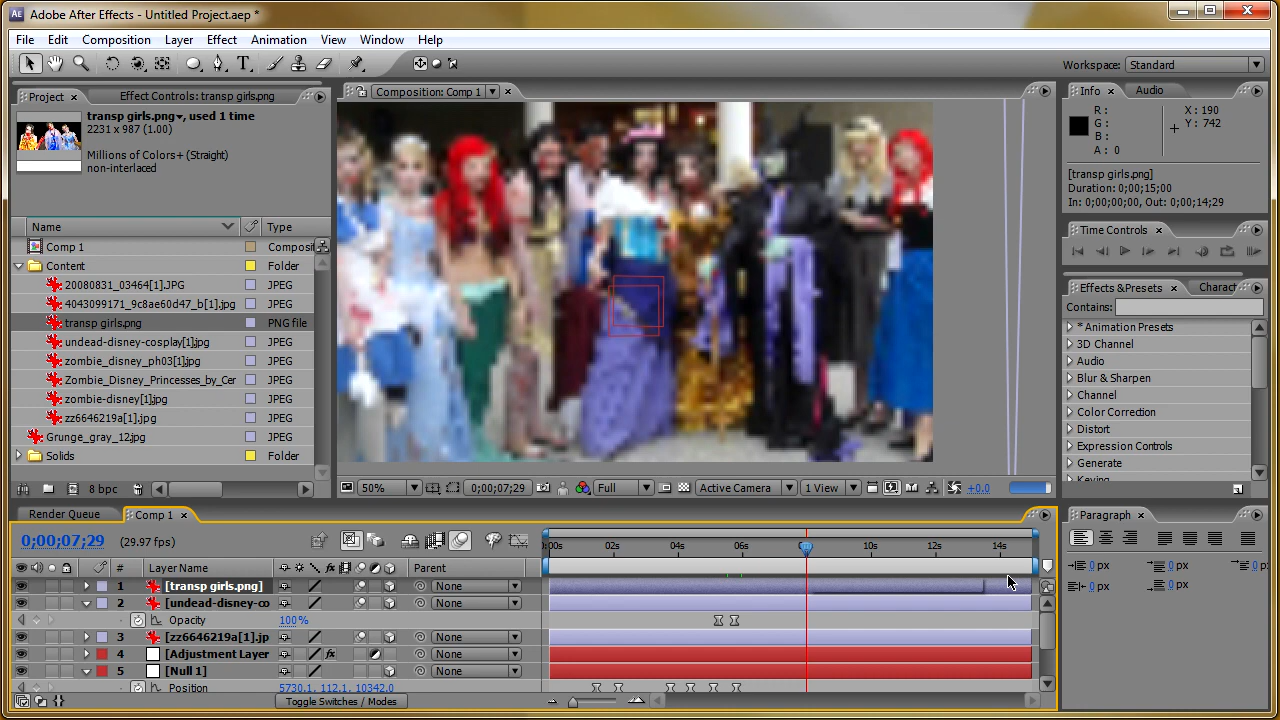 Adobe After Effects - Untitled Project.aep *
File Edit Composition Layer Effect Animation View Window Help
Workspace: Standard
Project × Effect Controls: transp girls.png
transp girls.png, used 1 time
2231 x 987 (1.00)
Millions of Colors+ (Straight)
non-interlaced
Name Type
Comp 1 Composi
Content Folder
20080831_03464[1].JPG JPEG
4043099171_9c8ae60d47_b[1].jpg JPEG
transp girls.png PNG file
undead-disney-cosplay[1].jpg JPEG
zombie_disney_ph03[1].jpg JPEG
Zombie_Disney_Princesses_by_Cer JPEG
zombie-disney[1].jpg JPEG
zz6646219a[1].jpg JPEG
Grunge_gray_12.jpg JPEG
Solids Folder
8 bpc
Composition: Comp 1
50% 0;00;07;29 Full Active Camera 1 View +0.0
Info × Audio
R :
G :
B :
A : 0
X : 190
Y : 742
[transp girls.png]
Duration: 0;00;15;00
In: 0;00;00;00, Out: 0;00;14;29
Time Controls ×
Effects & Presets × Charact
Contains:
* Animation Presets
3D Channel
Audio
Blur & Sharpen
Channel
Color Correction
Distort
Expression Controls
Generate
Keying
Render Queue Comp 1 ×
0;00;07;29 (29.97 fps)
:00s 02s 04s 06s 10s 12s 14s
# Layer Name Parent
1 [transp girls.png] None
2 [undead-disney-co None
Opacity 100 %
3 [zz6646219a[1].jp None
4 [Adjustment Layer None
5 [Null 1] None
Position 5730.1, 112.1, 10342.0
Toggle Switches / Modes
Paragraph ×
0 px 0 px 0 px
0 px 0 px